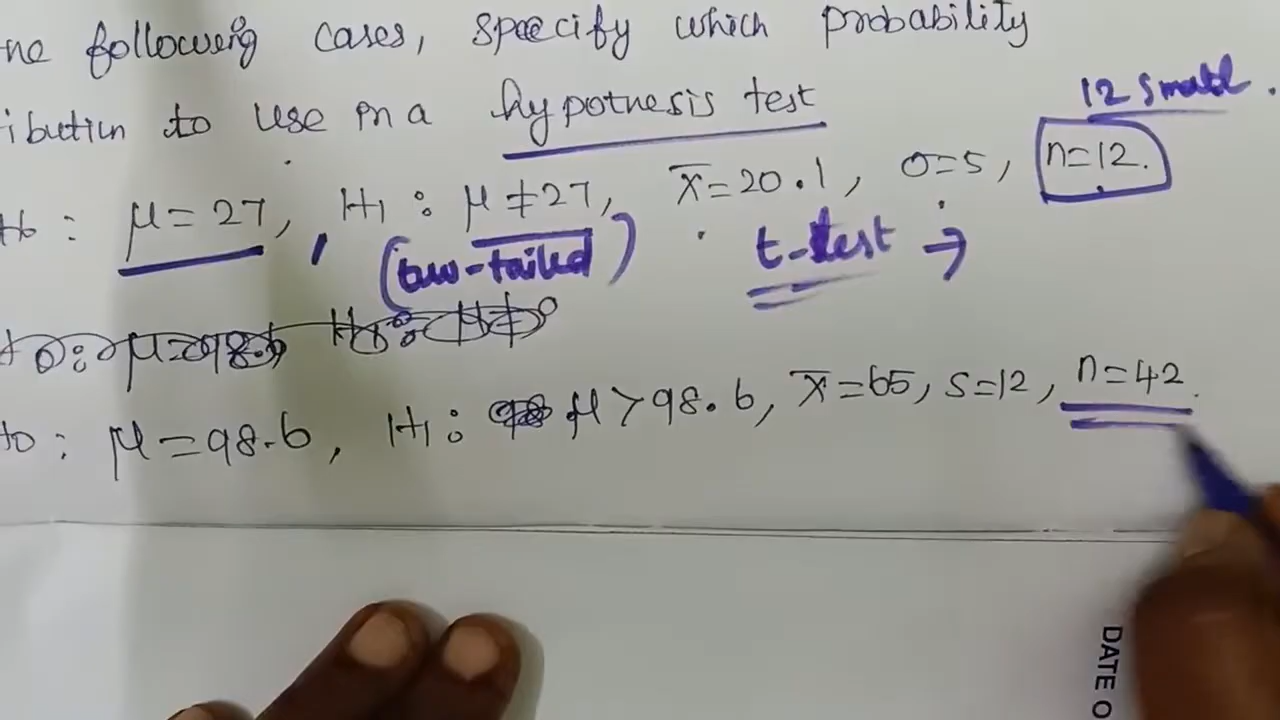 ne following cases, specify which probability
ibution to use in a hypothesis test
12 small.
H₀ : μ = 27, H₁ : μ ≠ 27, x̄ = 20.1, σ = 5, n = 12.
(two-tailed) t-test →
H₀ : μ = 98.6, H₁ : μ > 98.6, x̄ = 65, s = 12, n = 42.
DATE O